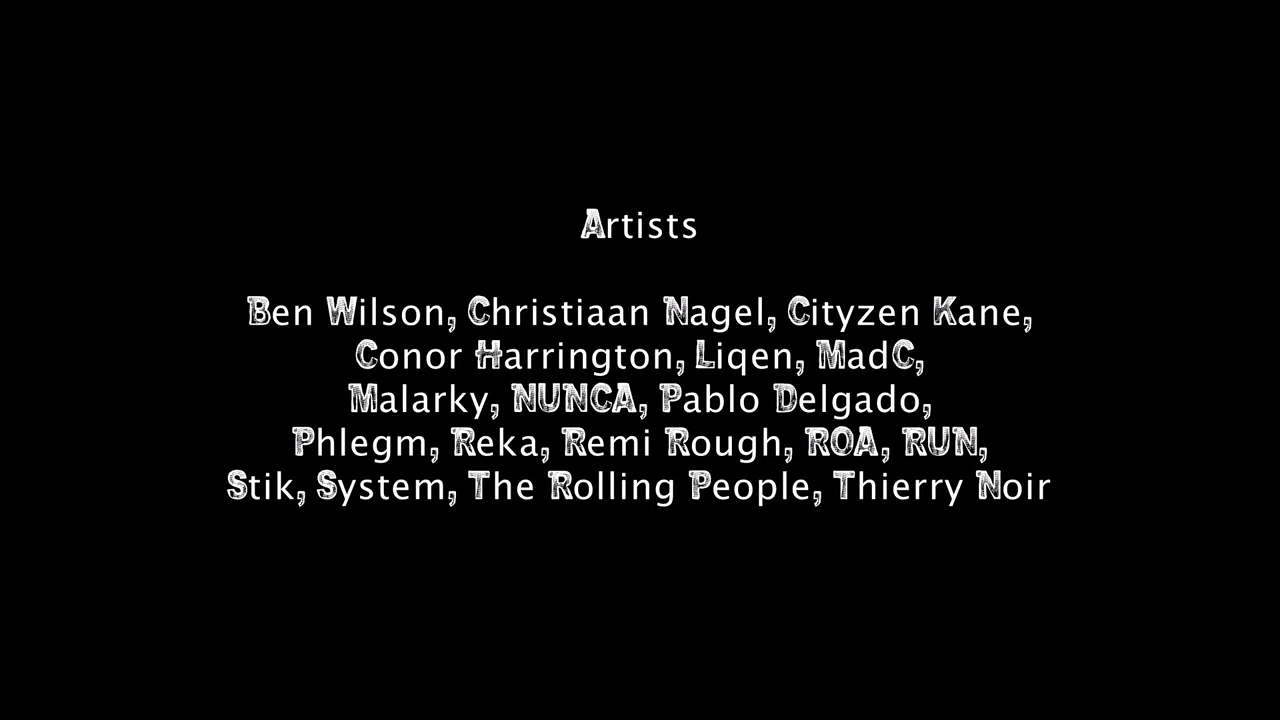 Artists
Ben Wilson, Christiaan Nagel, Cityzen Kane,
Conor Harrington, Liqen, MadC,
Malarky, NUNCA, Pablo Delgado,
Phlegm, Reka, Remi Rough, ROA, RUN,
Stik, System, The Rolling People, Thierry Noir